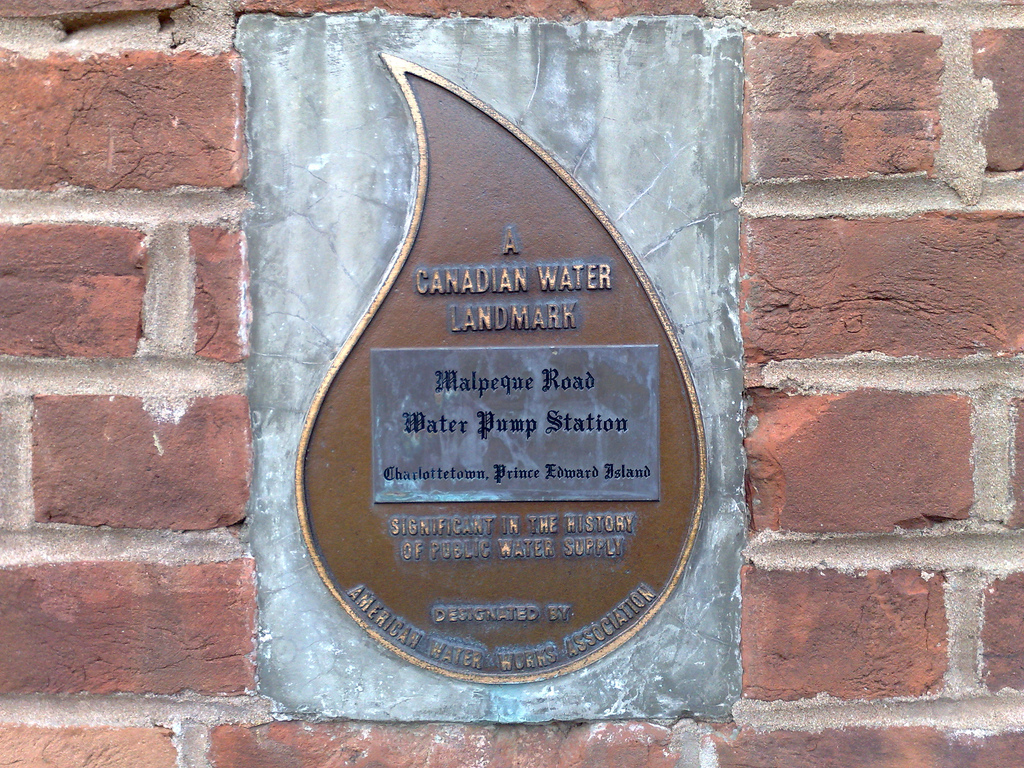 A
CANADIAN WATER
LANDMARK
Malpeque Road
Water Pump Station
Charlottetown, Prince Edward Island
SIGNIFICANT IN THE HISTORY
OF PUBLIC WATER SUPPLY
DESIGNATED BY
AMERICAN WATER WORKS ASSOCIATION